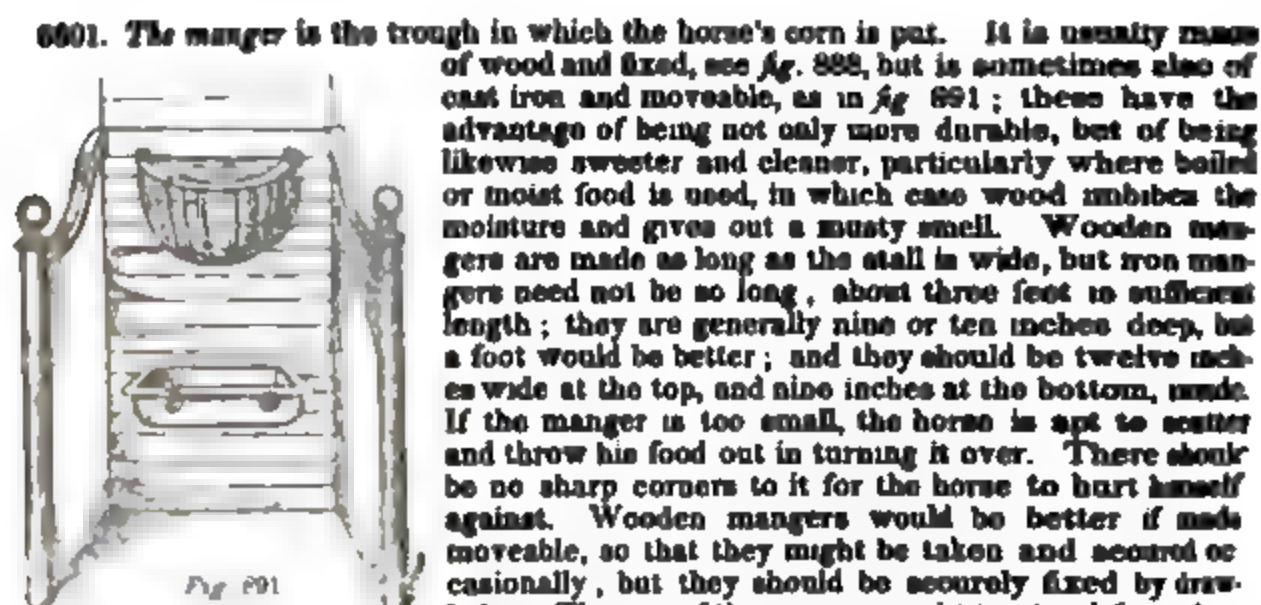 6601. The manger is the trough in which the horse's corn is put. It is usually made
of wood and fixed, see fig. 888, but is sometimes also of
cast iron and moveable, as in fig 891; these have the
advantage of being not only more durable, but of being
likewise sweeter and cleaner, particularly where boiled
or moist food is used, in which case wood imbibes the
moisture and gives out a musty smell. Wooden man-
gers are made as long as the stall is wide, but iron man-
gers need not be so long, about three feet is sufficient
length; they are generally nine or ten inches deep, but
a foot would be better; and they should be twelve inch-
es wide at the top, and nine inches at the bottom, inside.
If the manger is too small, the horse is apt to scatter
and throw his food out in turning it over. There should
be no sharp corners to it for the horse to hurt himself
against. Wooden mangers would be better if made
moveable, so that they might be taken and scoured oc
casionally, but they should be securely fixed by draw-
Fig 891